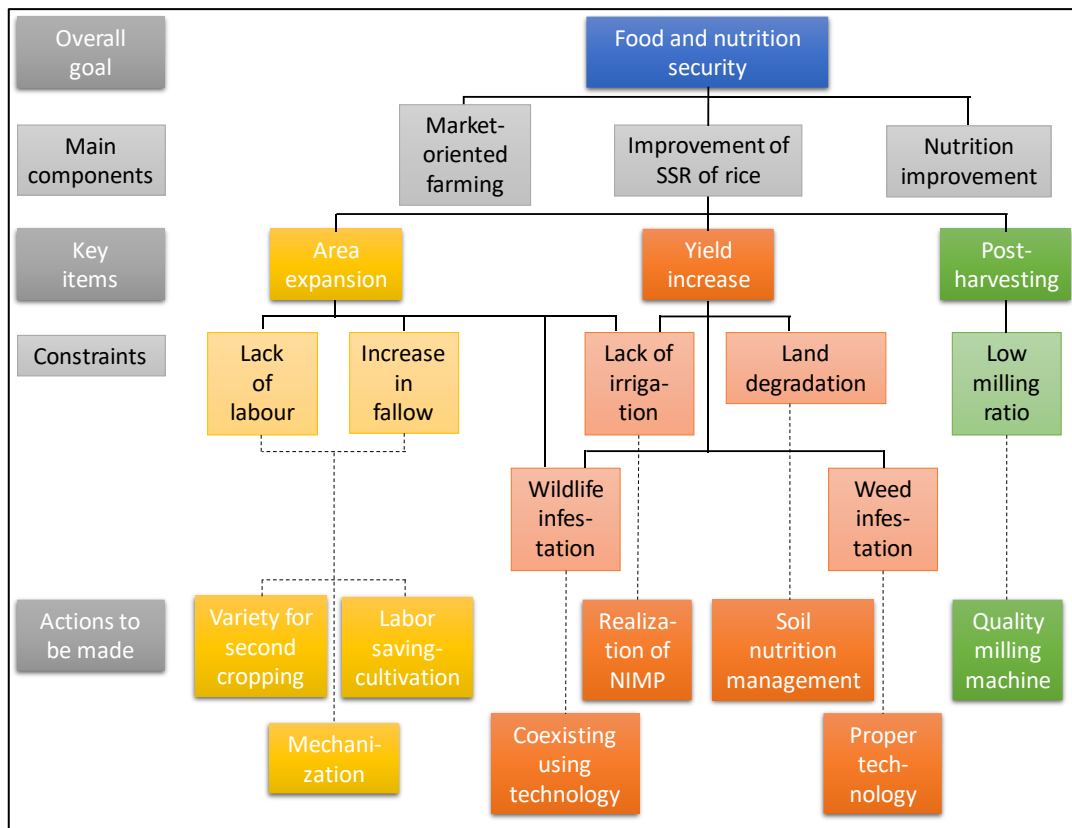 Overall
goal
Food and nutrition
security
Main
components
Market-
oriented
farming
Improvement of
SSR of rice
Nutrition
improvement
Key
items
Area
expansion
Yield
increase
Post-
harvesting
Constraints
Lack
of
labour
Increase
in
fallow
Lack of
irriga-
tion
Land
degradation
Low
milling
ratio
Wildlife
infes-
tation
Weed
infes-
tation
Actions to
be made
Variety for
second
cropping
Labor
saving-
cultivation
Realiza-
tion of
NIMP
Soil
nutrition
management
Quality
milling
machine
Mechani-
zation
Coexisting
using
technology
Proper
tech-
nology